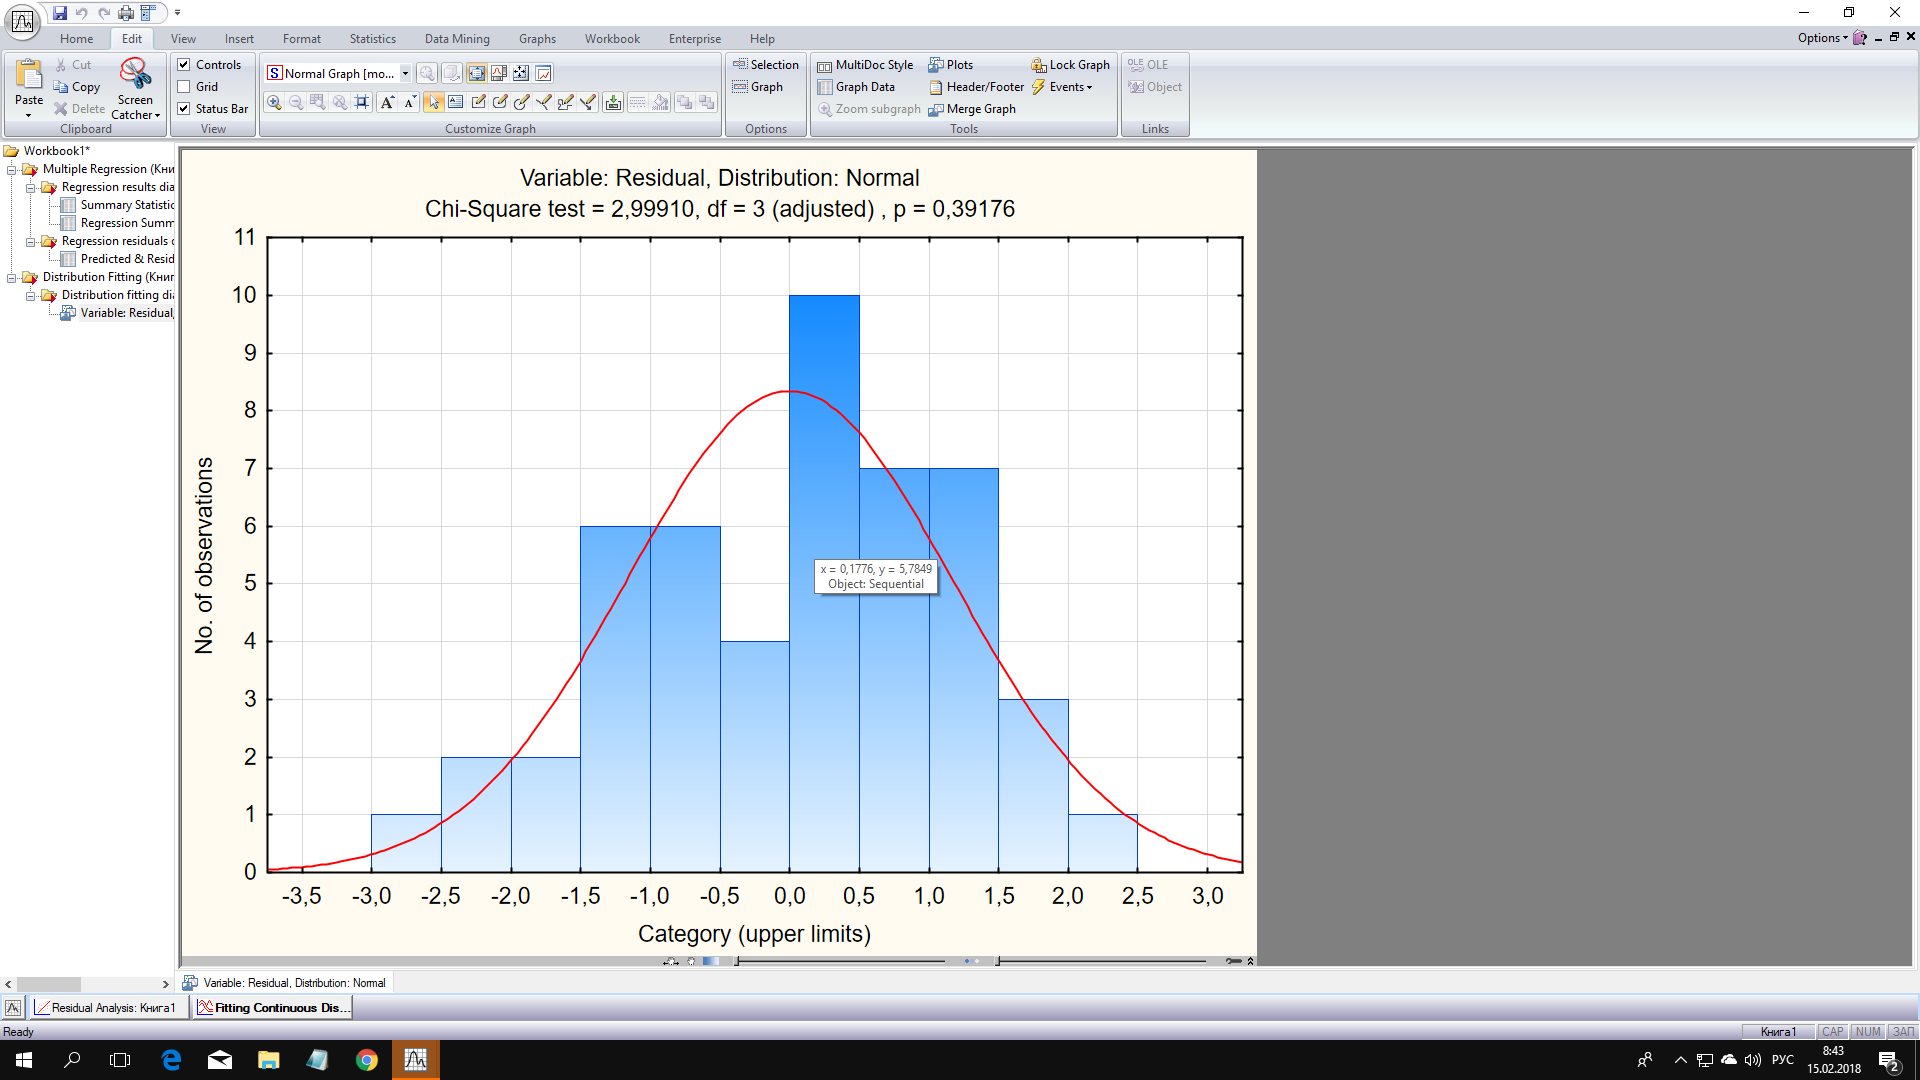 Home Edit View Insert Format Statistics Data Mining Graphs Workbook Enterprise Help Options
Paste
Cut
Copy
Delete
Screen Catcher
Clipboard
Controls
Grid
Status Bar
View
Normal Graph [mo...
Customize Graph
Selection
Graph
Options
MultiDoc Style
Graph Data
Zoom subgraph
Plots
Header/Footer
Merge Graph
Lock Graph
Events
Tools
OLE
Object
Links
Workbook1*
Multiple Regression (Кни
Regression results dia
Summary Statistic
Regression Summ
Regression residuals
Predicted & Resid
Distribution Fitting (Книг
Distribution fitting dia
Variable: Residual,
Variable: Residual, Distribution: Normal
Chi-Square test = 2,99910, df = 3 (adjusted) , p = 0,39176
11
10
9
8
7
6
5
4
3
2
1
0
No. of observations
x = 0,1776, y = 5,7849
Object: Sequential
-3,5 -3,0 -2,5 -2,0 -1,5 -1,0 -0,5 0,0 0,5 1,0 1,5 2,0 2,5 3,0
Category (upper limits)
Variable: Residual, Distribution: Normal
Residual Analysis: Книга1 Fitting Continuous Dis...
Ready Книга1 CAP NUM ЗАП
РУС
8:43
15.02.2018
2